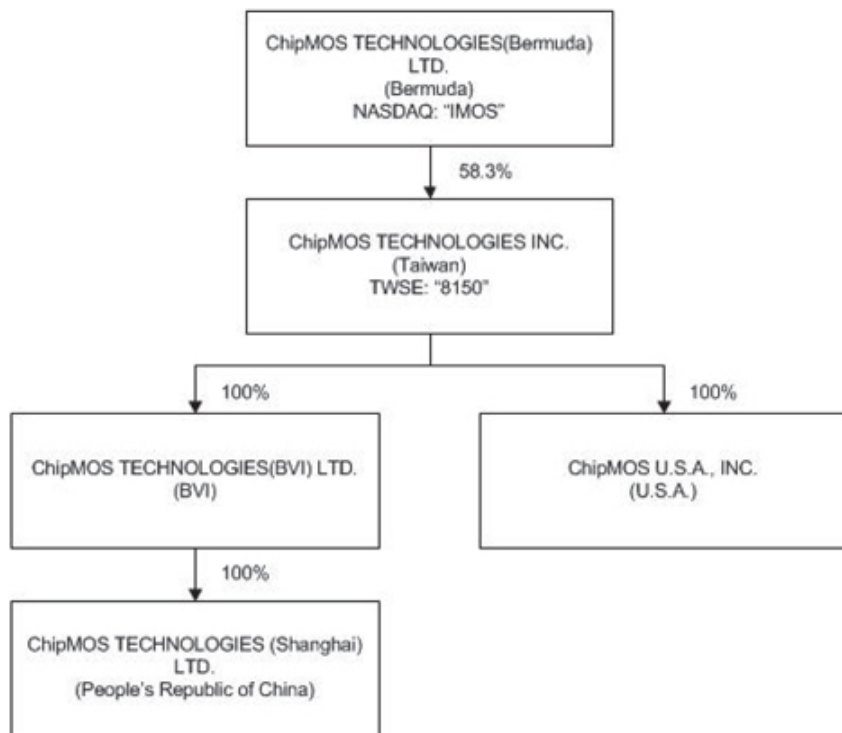 ChipMOS TECHNOLOGIES(Bermuda)
LTD.
(Bermuda)
NASDAQ: “IMOS”
58.3%
ChipMOS TECHNOLOGIES INC.
(Taiwan)
TWSE: “8150”
100%
100%
ChipMOS TECHNOLOGIES(BVI) LTD.
(BVI)
ChipMOS U.S.A., INC.
(U.S.A.)
100%
ChipMOS TECHNOLOGIES (Shanghai)
LTD.
(People’s Republic of China)